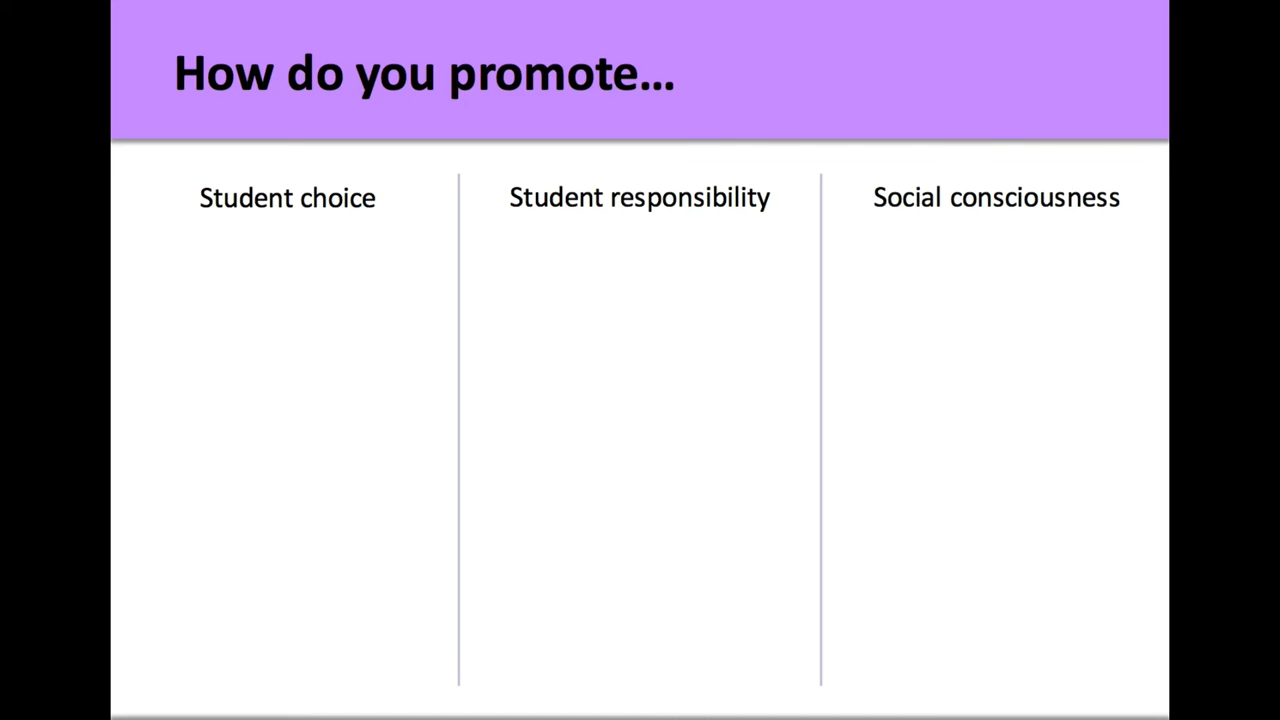 How do you promote...
Student choice
Student responsibility
Social consciousness